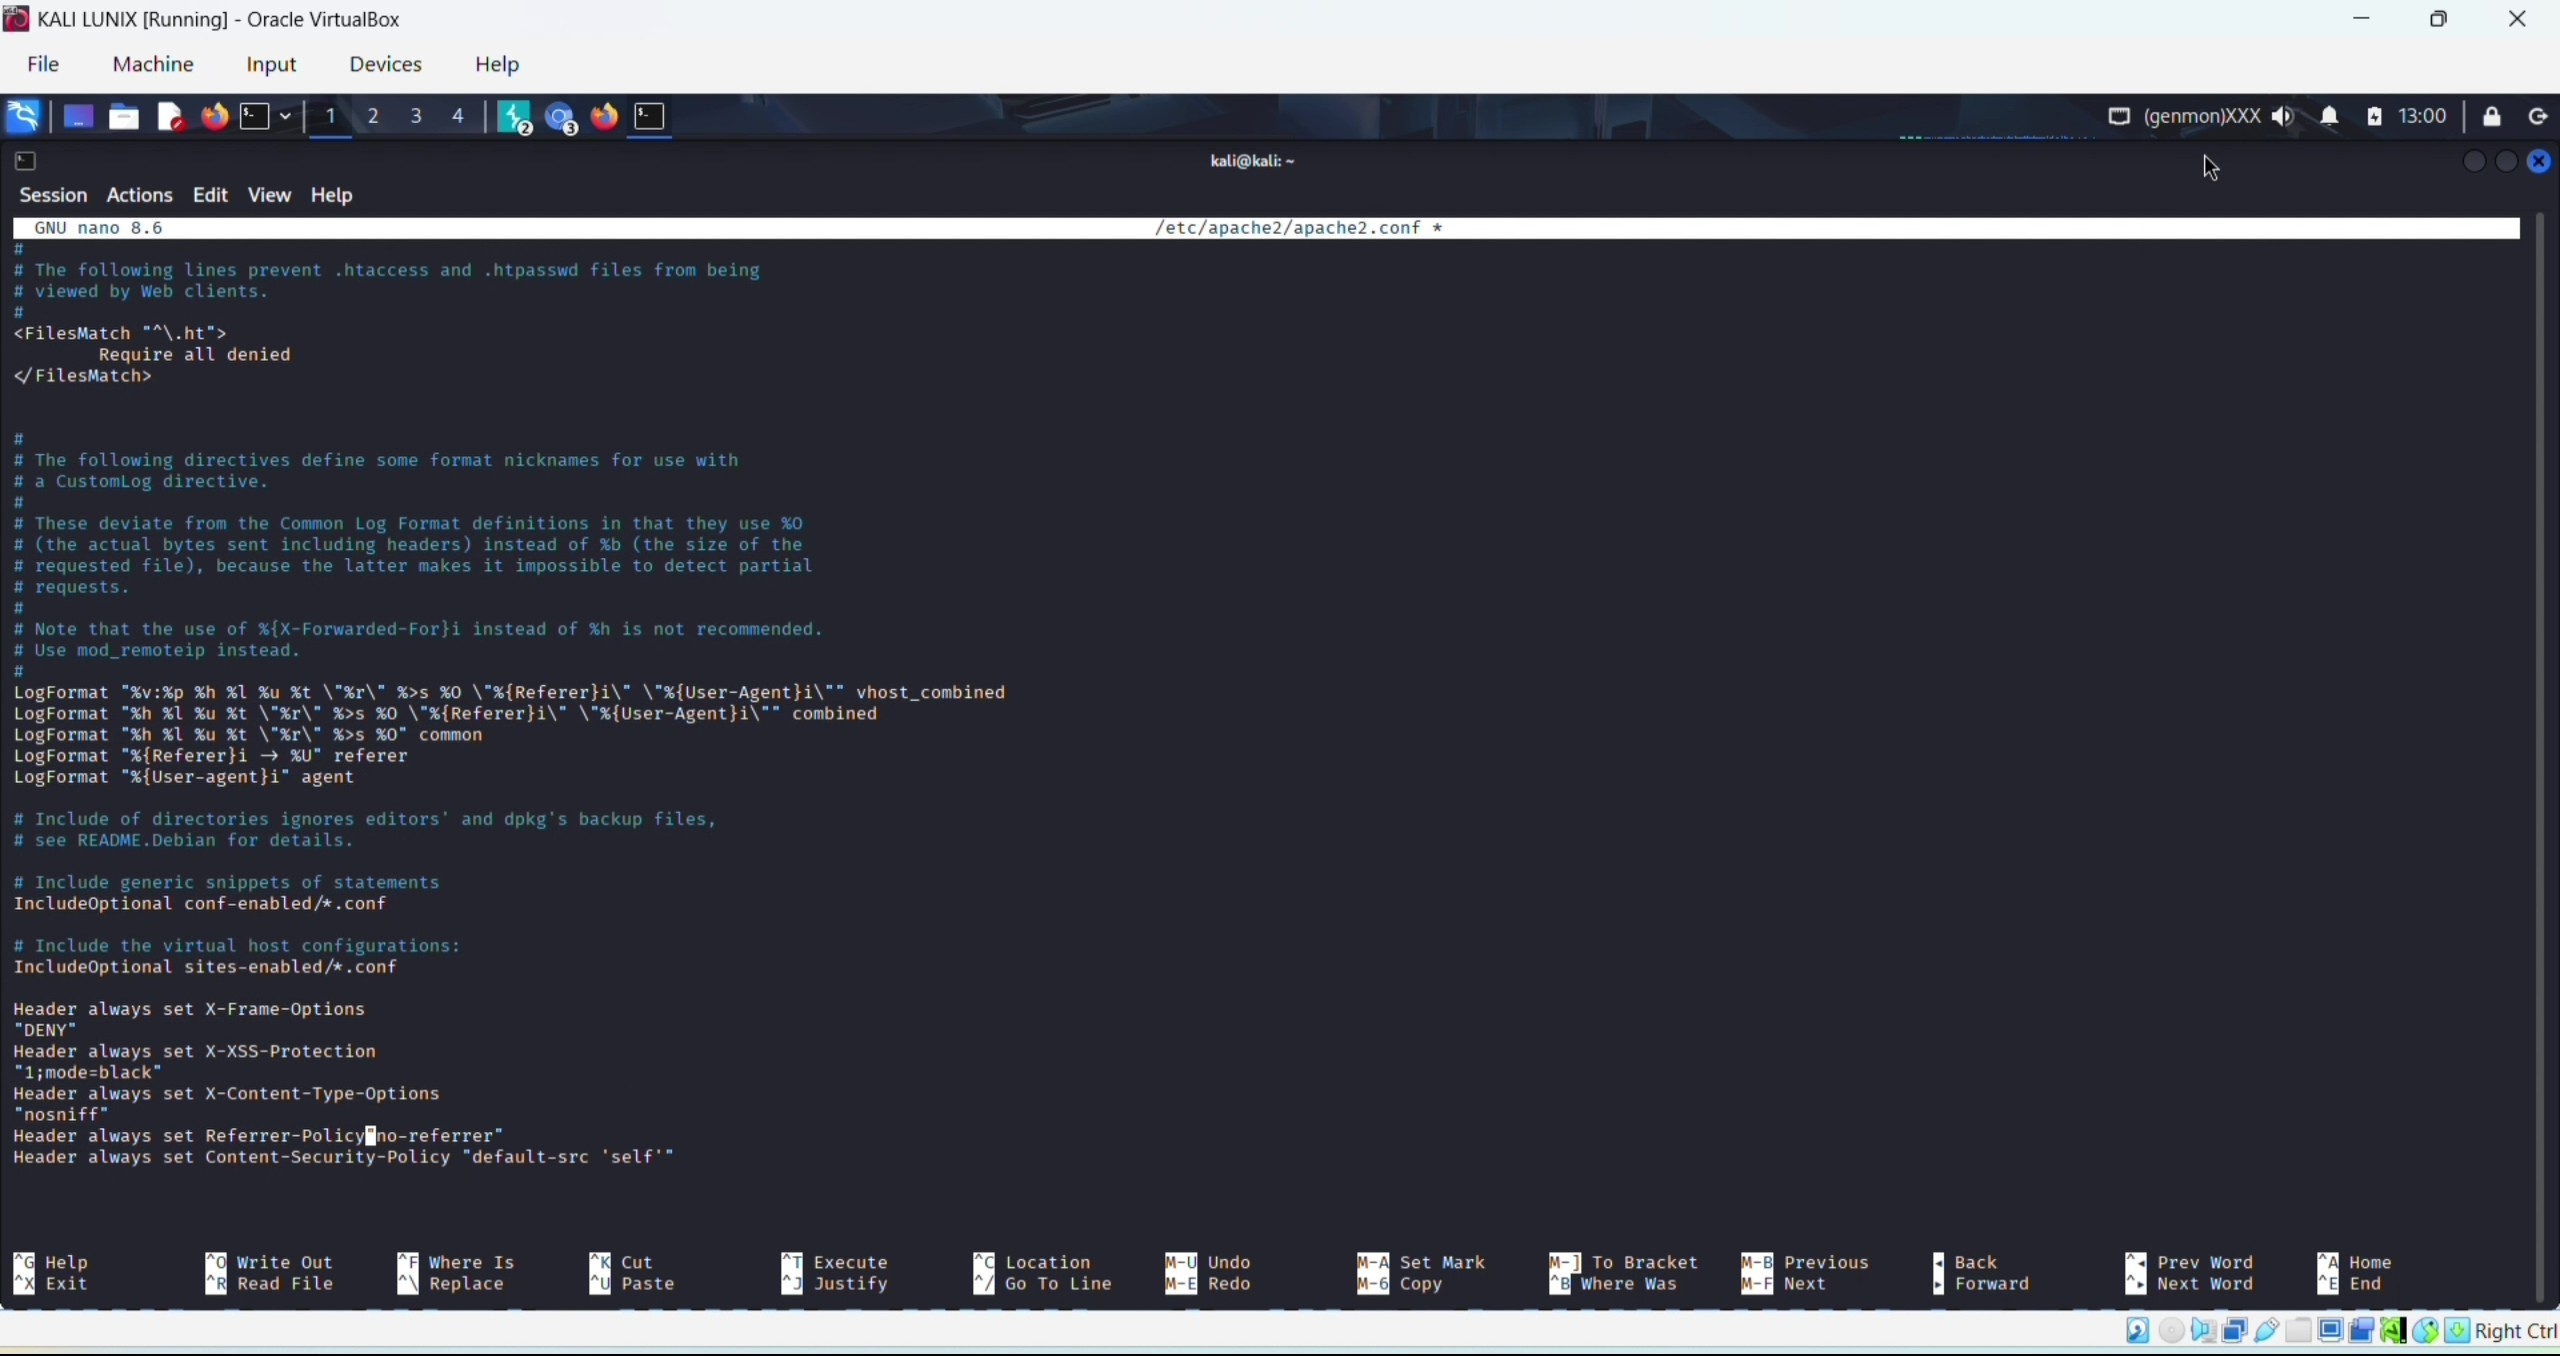 KALI LUNIX [Running] - Oracle VirtualBox
File Machine Input Devices Help
1 2 3 4 2 3 (genmon)XXX 13:00
kali@kali: ~
Session Actions Edit View Help
GNU nano 8.6 /etc/apache2/apache2.conf *
#
# The following lines prevent .htaccess and .htpasswd files from being
# viewed by Web clients.
#
<FilesMatch "^\.ht">
Require all denied
</FilesMatch>
#
# The following directives define some format nicknames for use with
# a CustomLog directive.
#
# These deviate from the Common Log Format definitions in that they use %O
# (the actual bytes sent including headers) instead of %b (the size of the
# requested file), because the latter makes it impossible to detect partial
# requests.
#
# Note that the use of %{X-Forwarded-For}i instead of %h is not recommended.
# Use mod_remoteip instead.
#
LogFormat "%v:%p %h %l %u %t \"%r\" %>s %O \"%{Referer}i\" \"%{User-Agent}i\"" vhost_combined
LogFormat "%h %l %u %t \"%r\" %>s %O \"%{Referer}i\" \"%{User-Agent}i\"" combined
LogFormat "%h %l %u %t \"%r\" %>s %O" common
LogFormat "%{Referer}i → %U" referer
LogFormat "%{User-agent}i" agent
# Include of directories ignores editors' and dpkg's backup files,
# see README.Debian for details.
# Include generic snippets of statements
IncludeOptional conf-enabled/*.conf
# Include the virtual host configurations:
IncludeOptional sites-enabled/*.conf
Header always set X-Frame-Options
"DENY"
Header always set X-XSS-Protection
"1;mode=black"
Header always set X-Content-Type-Options
"nosniff"
Header always set Referrer-Policy"no-referrer"
Header always set Content-Security-Policy "default-src 'self'"
^G Help ^O Write Out ^F Where Is ^K Cut ^T Execute ^C Location M-U Undo M-A Set Mark M-] To Bracket M-B Previous ◂ Back ^◂ Prev Word ^A Home
^X Exit ^R Read File ^\ Replace ^U Paste ^J Justify ^/ Go To Line M-E Redo M-6 Copy ^B Where Was M-F Next ▸ Forward ^▸ Next Word ^E End
Right Ctrl